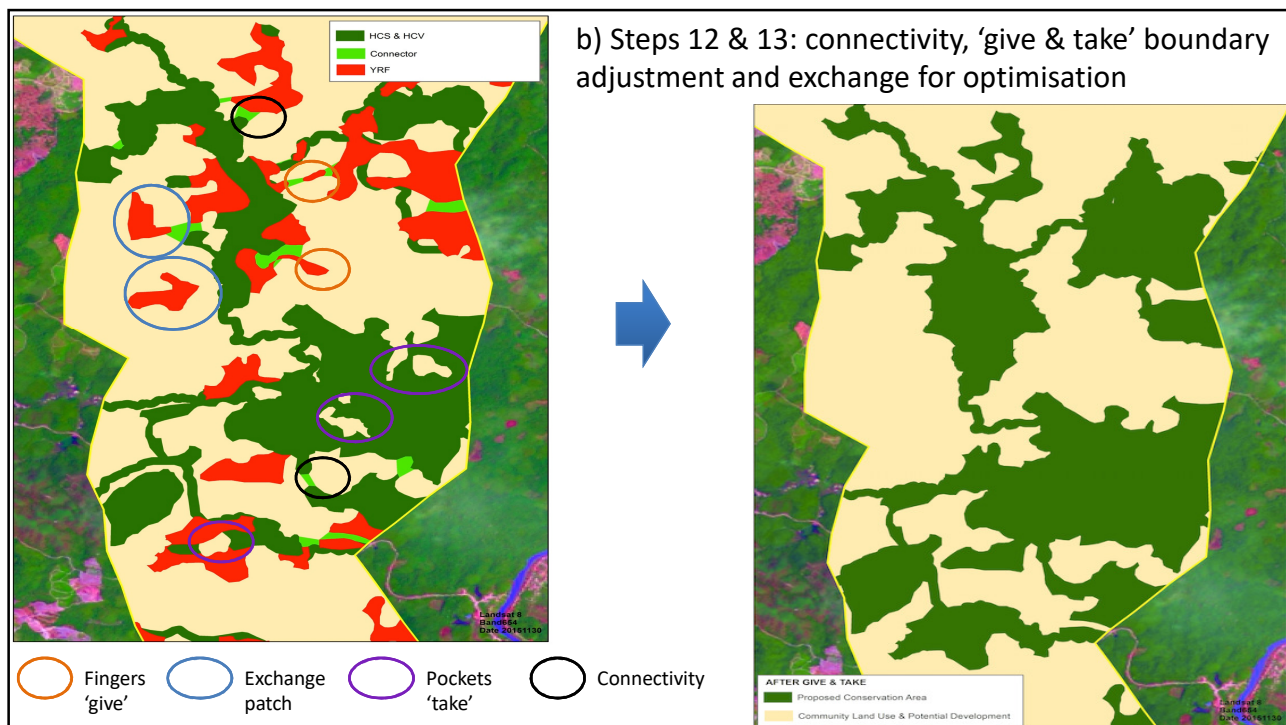 HCS & HCV
Connector
YRF
b) Steps 12 & 13: connectivity, ‘give & take’ boundary
adjustment and exchange for optimisation
Landsat 8
Band654
Date 20151130
Fingers
‘give’
Exchange
patch
Pockets
‘take’
Connectivity
AFTER GIVE & TAKE
Proposed Conservation Area
Community Land Use & Potential Development
Landsat 8
Band654
Date 20151130